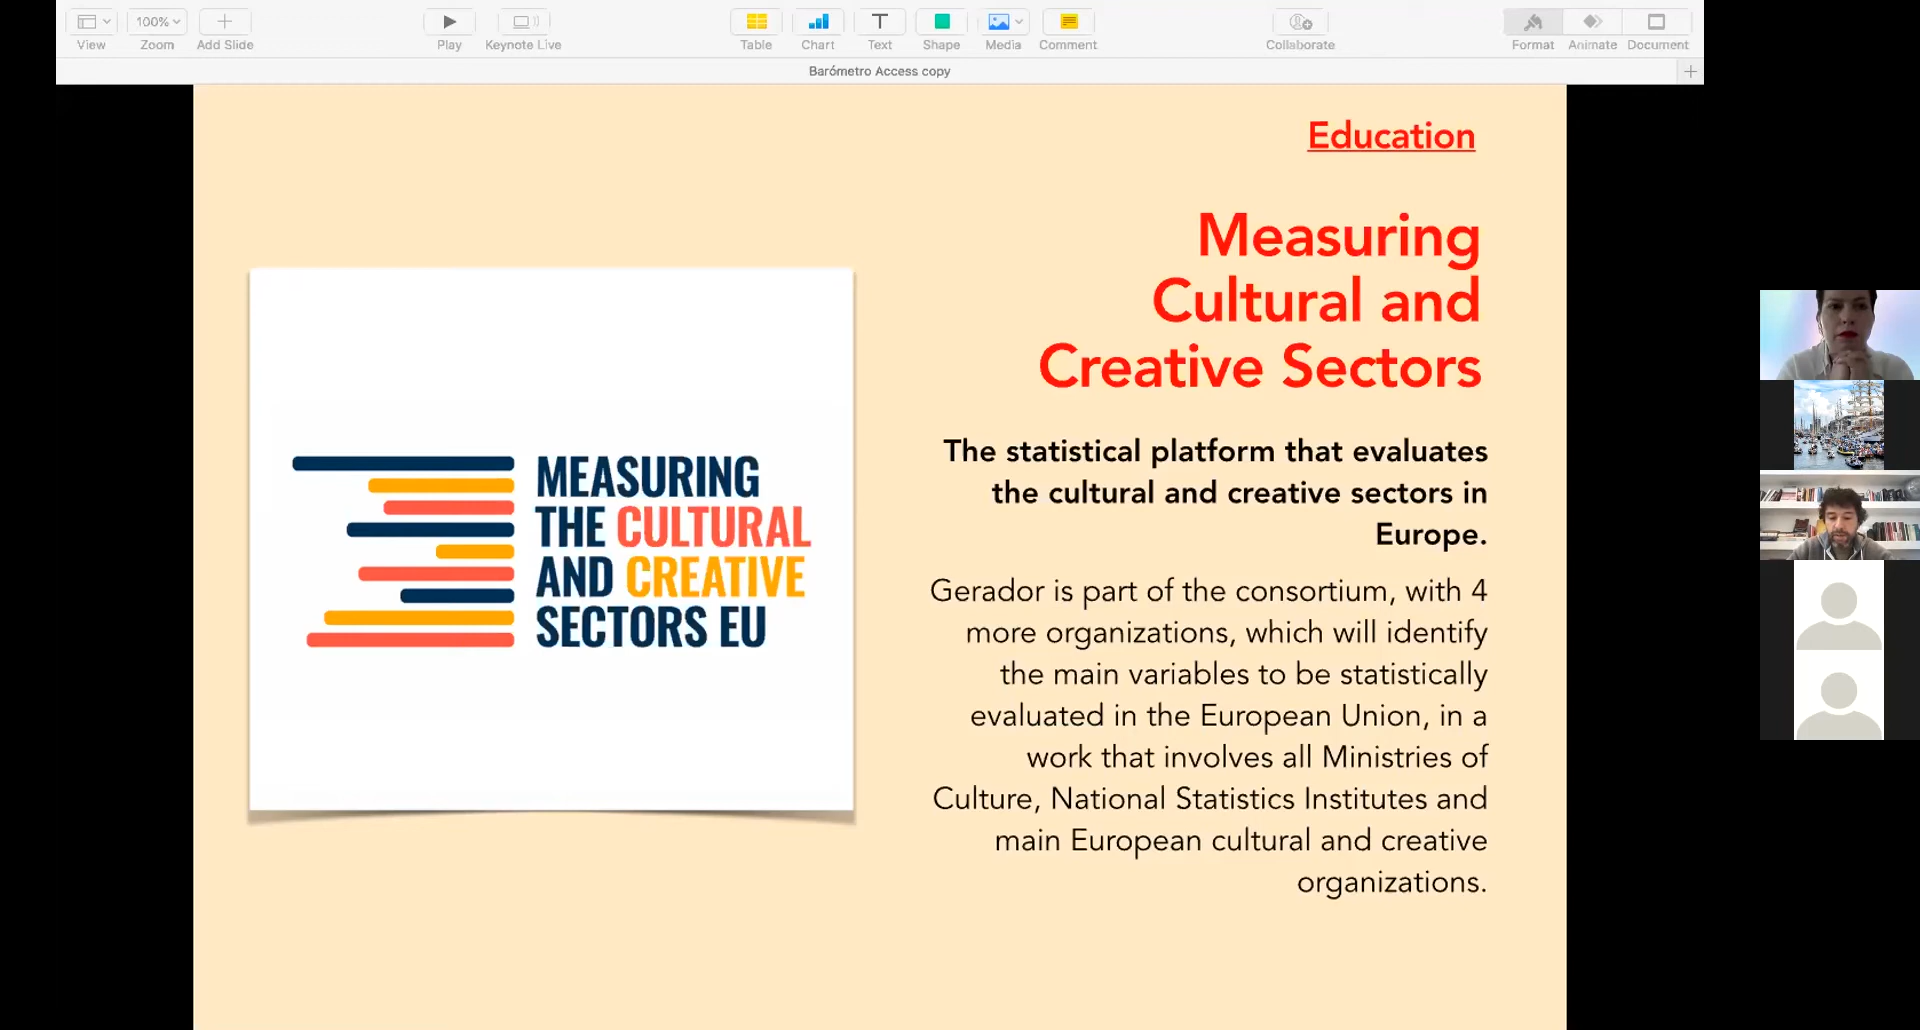 View
100%
Zoom
Add Slide
Play
Keynote Live
Table
Chart
T
Text
Shape
Media
Comment
Collaborate
Format
Animate
Document
Barómetro Access copy
Education
Measuring
Cultural and
Creative Sectors
The statistical platform that evaluates
the cultural and creative sectors in
Europe.
Gerador is part of the consortium, with 4
more organizations, which will identify
the main variables to be statistically
evaluated in the European Union, in a
work that involves all Ministries of
Culture, National Statistics Institutes and
main European cultural and creative
organizations.
MEASURING
THE CULTURAL
AND CREATIVE
SECTORS EU